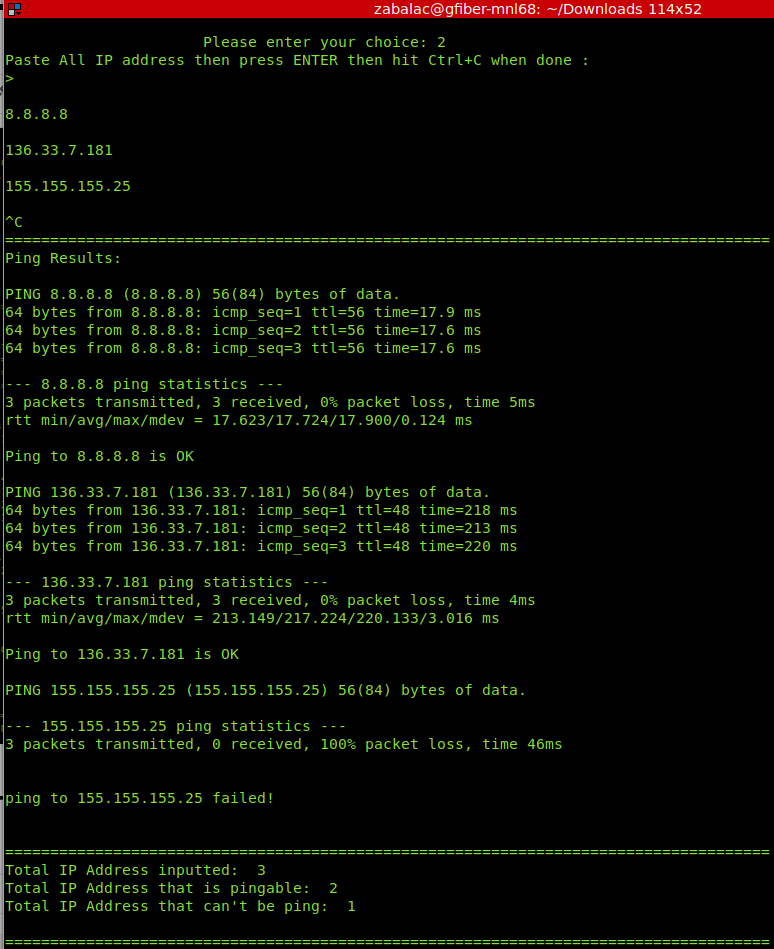 zabalac@gfiber-mnl68: ~/Downloads 114x52
Please enter your choice: 2
Paste All IP address then press ENTER then hit Ctrl+C when done :
>
8.8.8.8
136.33.7.181
155.155.155.25
^C
=====================================================================================
Ping Results:
PING 8.8.8.8 (8.8.8.8) 56(84) bytes of data.
64 bytes from 8.8.8.8: icmp_seq=1 ttl=56 time=17.9 ms
64 bytes from 8.8.8.8: icmp_seq=2 ttl=56 time=17.6 ms
64 bytes from 8.8.8.8: icmp_seq=3 ttl=56 time=17.6 ms
--- 8.8.8.8 ping statistics ---
3 packets transmitted, 3 received, 0% packet loss, time 5ms
rtt min/avg/max/mdev = 17.623/17.724/17.900/0.124 ms
Ping to 8.8.8.8 is OK
PING 136.33.7.181 (136.33.7.181) 56(84) bytes of data.
64 bytes from 136.33.7.181: icmp_seq=1 ttl=48 time=218 ms
64 bytes from 136.33.7.181: icmp_seq=2 ttl=48 time=213 ms
64 bytes from 136.33.7.181: icmp_seq=3 ttl=48 time=220 ms
--- 136.33.7.181 ping statistics ---
3 packets transmitted, 3 received, 0% packet loss, time 4ms
rtt min/avg/max/mdev = 213.149/217.224/220.133/3.016 ms
Ping to 136.33.7.181 is OK
PING 155.155.155.25 (155.155.155.25) 56(84) bytes of data.
--- 155.155.155.25 ping statistics ---
3 packets transmitted, 0 received, 100% packet loss, time 46ms
ping to 155.155.155.25 failed!
=====================================================================================
Total IP Address inputted:  3
Total IP Address that is pingable:  2
Total IP Address that can't be ping:  1
=====================================================================================